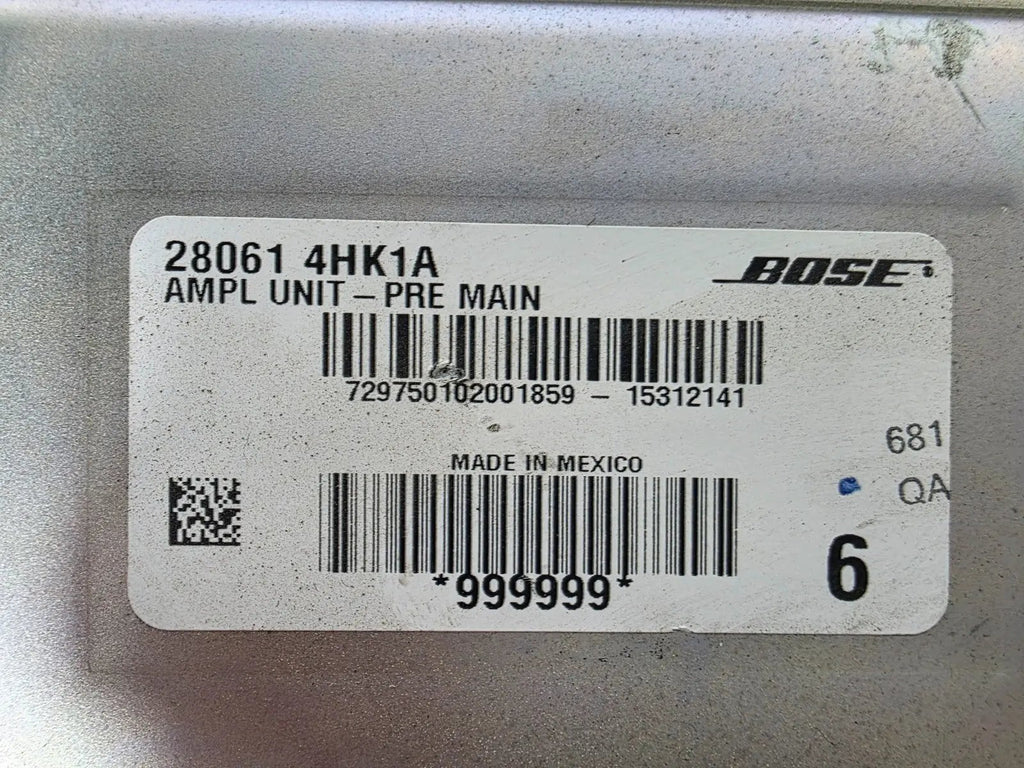 28061 4HK1A
BOSE®
AMPL UNIT – PRE MAIN
729750102001859 – 15312141
681
MADE IN MEXICO
QA
6
*999999*